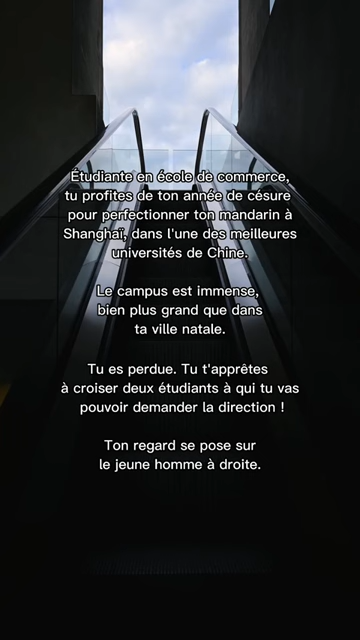 Étudiante en école de commerce,
tu profites de ton année de césure
pour perfectionner ton mandarin à
Shanghaï, dans l'une des meilleures
universités de Chine.
Le campus est immense,
bien plus grand que dans
ta ville natale.
Tu es perdue. Tu t'apprêtes
à croiser deux étudiants à qui tu vas
pouvoir demander la direction !
Ton regard se pose sur
le jeune homme à droite.